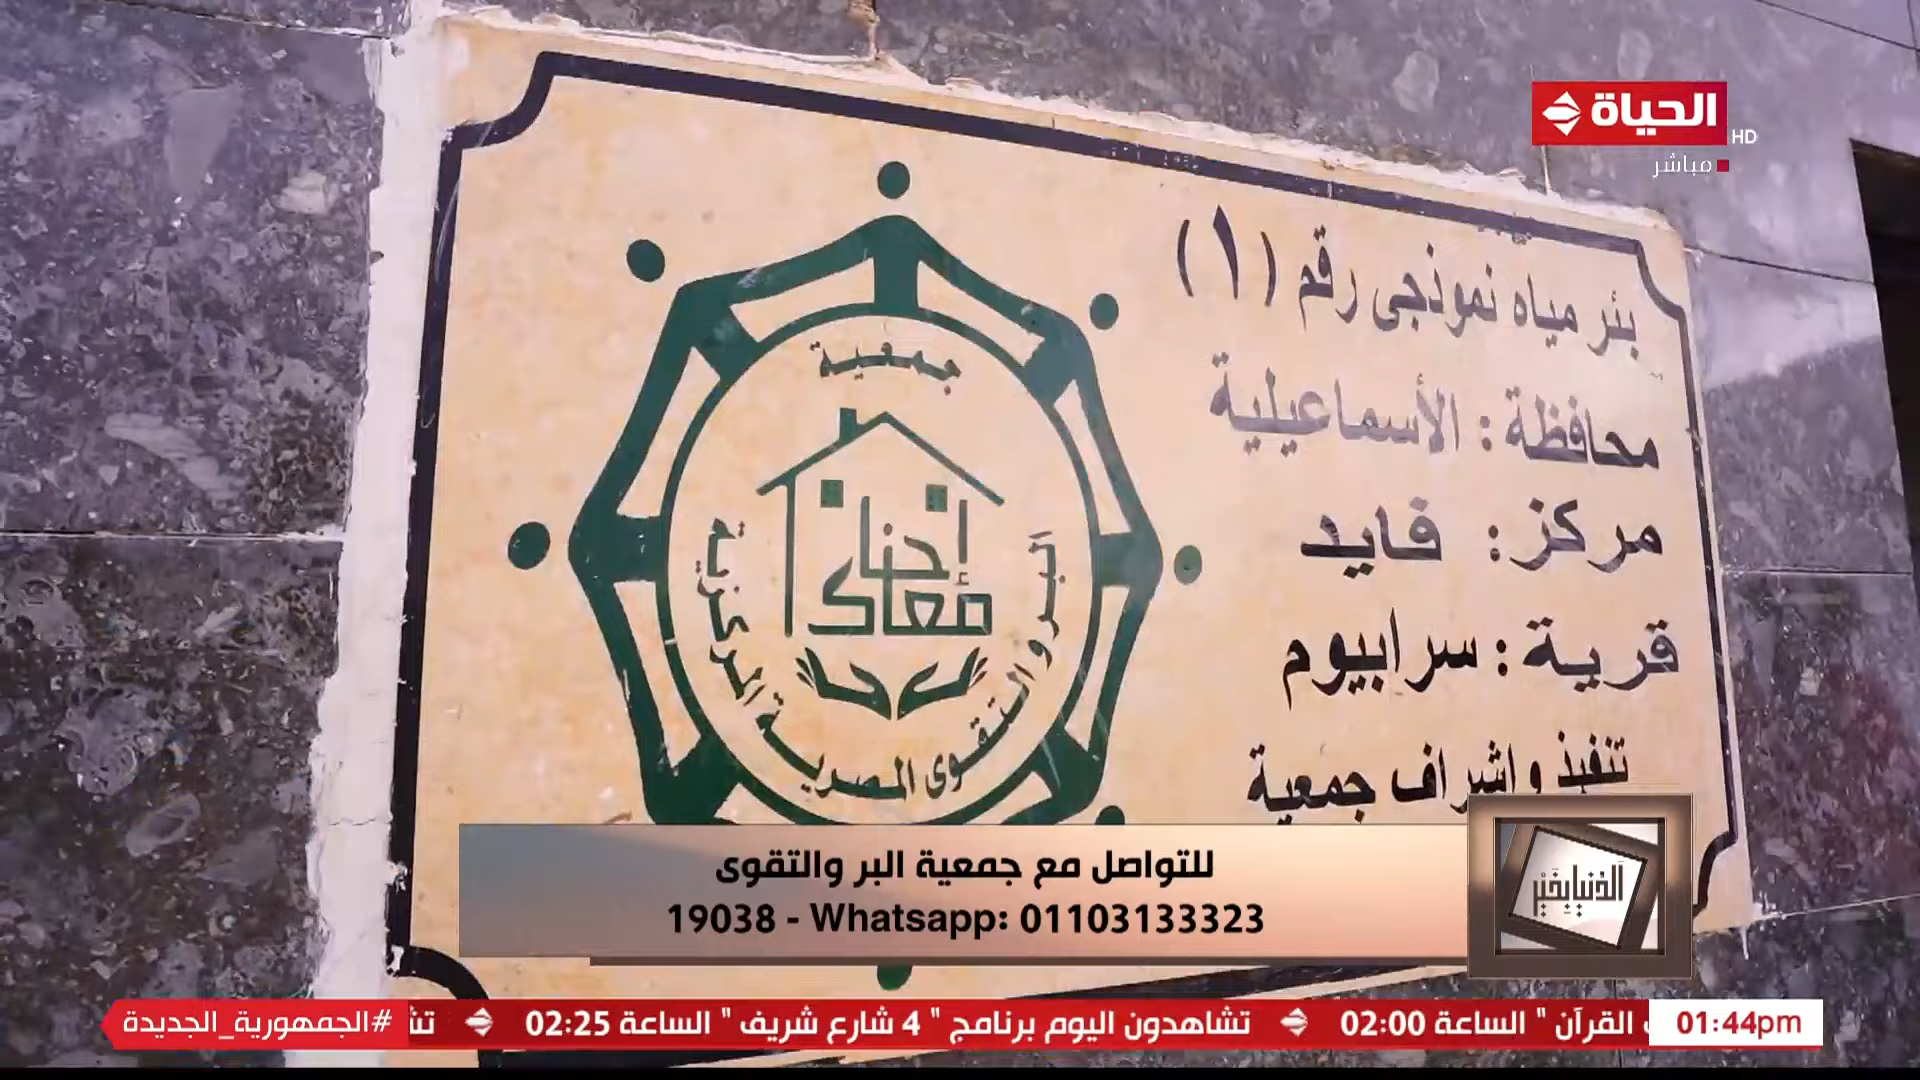 الحياة
HD
مباشر
بئر مياه نموذجى رقم (١)
محافظة : الأسماعيلية
مركز : فايد
قرية : سرابيوم
تنفيذ واشراف جمعية
جمعية
إحنا
معاك
البر والتقوى المصرية المركزية
للتواصل مع جمعية البر والتقوى
19038 - Whatsapp: 01103133323
الدنيا بخير
01:44pm
القرآن " الساعة 02:00
تشاهدون اليوم برنامج " 4 شارع شريف " الساعة 02:25
#الجمهورية_الجديدة